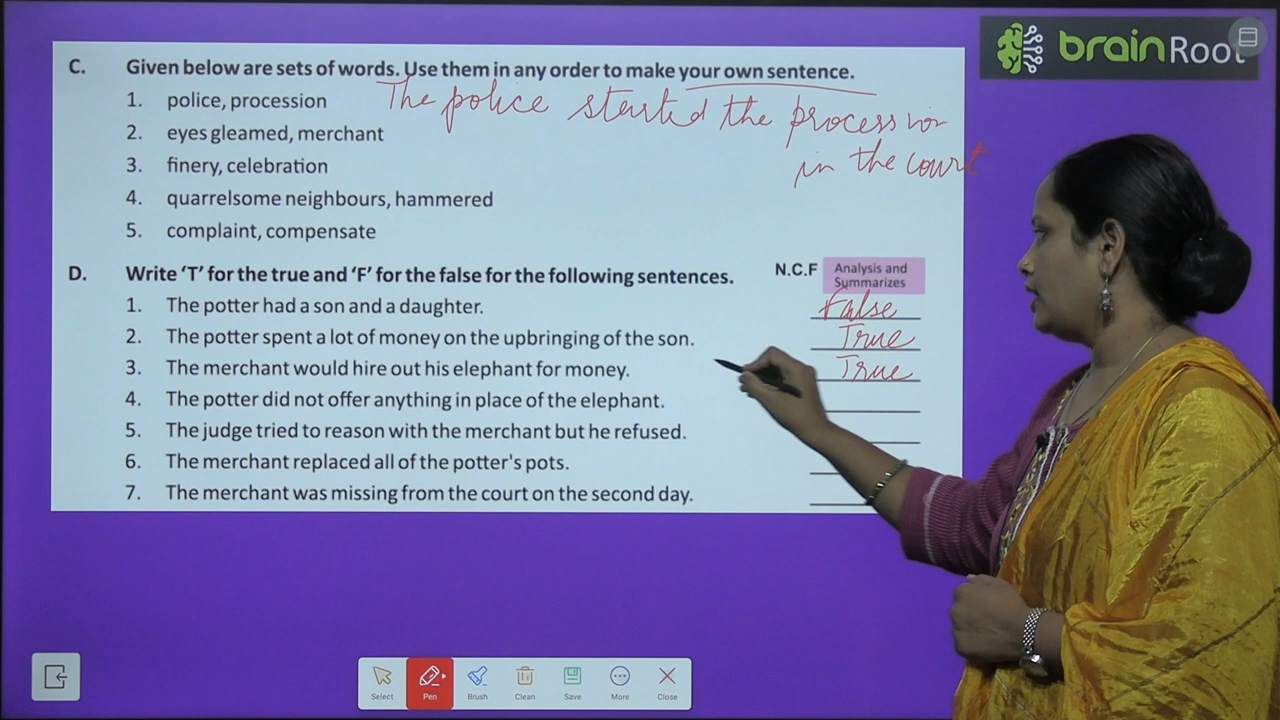 brainRoot
C. Given below are sets of words. Use them in any order to make your own sentence.
1. police, procession The police started the procession
in the court
2. eyes gleamed, merchant
3. finery, celebration
4. quarrelsome neighbours, hammered
5. complaint, compensate
D. Write ‘T’ for the true and ‘F’ for the false for the following sentences. N.C.F Analysis and
Summarizes
1. The potter had a son and a daughter. False
2. The potter spent a lot of money on the upbringing of the son. True
3. The merchant would hire out his elephant for money. True
4. The potter did not offer anything in place of the elephant.
5. The judge tried to reason with the merchant but he refused.
6. The merchant replaced all of the potter's pots.
7. The merchant was missing from the court on the second day.
Select Pen Brush Clean Save More Close